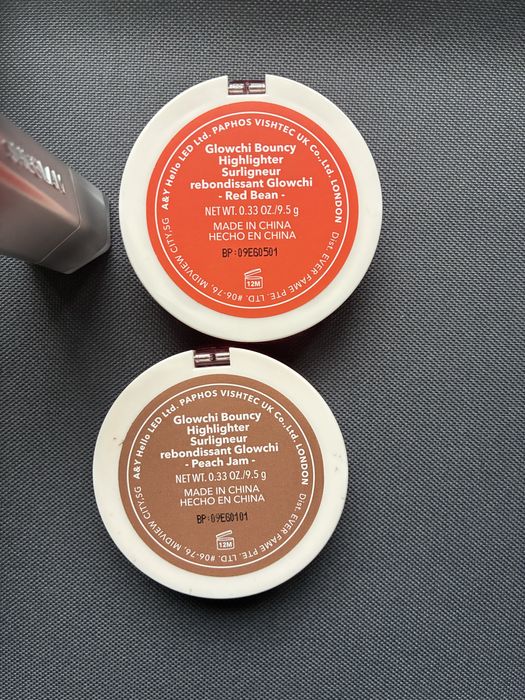 A&Y Hello LED Ltd. PAPHOS VISHTEC UK Co.,Ltd. LONDON
Glowchi Bouncy
Highlighter
Surligneur
rebondissant Glowchi
- Red Bean -
NET WT. 0.33 OZ./9.5 g
MADE IN CHINA
HECHO EN CHINA
BP:09EG0501
12M
Dist. EVER FAME PTE. LTD. #06-76, MIDVIEW CITY,SG
A&Y Hello LED Ltd. PAPHOS VISHTEC UK Co.,Ltd. LONDON
Glowchi Bouncy
Highlighter
Surligneur
rebondissant Glowchi
- Peach Jam -
NET WT. 0.33 OZ./9.5 g
MADE IN CHINA
HECHO EN CHINA
BP:09EG0101
12M
Dist. EVER FAME PTE. LTD. #06-76, MIDVIEW CITY,SG